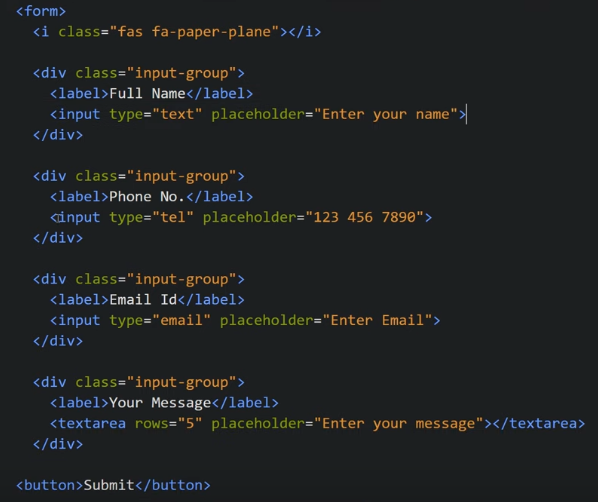 <form>
<i class="fas fa-paper-plane"></i>
<div class="input-group">
<label>Full Name</label>
<input type="text" placeholder="Enter your name">
</div>
<div class="input-group">
<label>Phone No.</label>
<input type="tel" placeholder="123 456 7890">
</div>
<div class="input-group">
<label>Email Id</label>
<input type="email" placeholder="Enter Email">
</div>
<div class="input-group">
<label>Your Message</label>
<textarea rows="5" placeholder="Enter your message"></textarea>
</div>
<button>Submit</button>